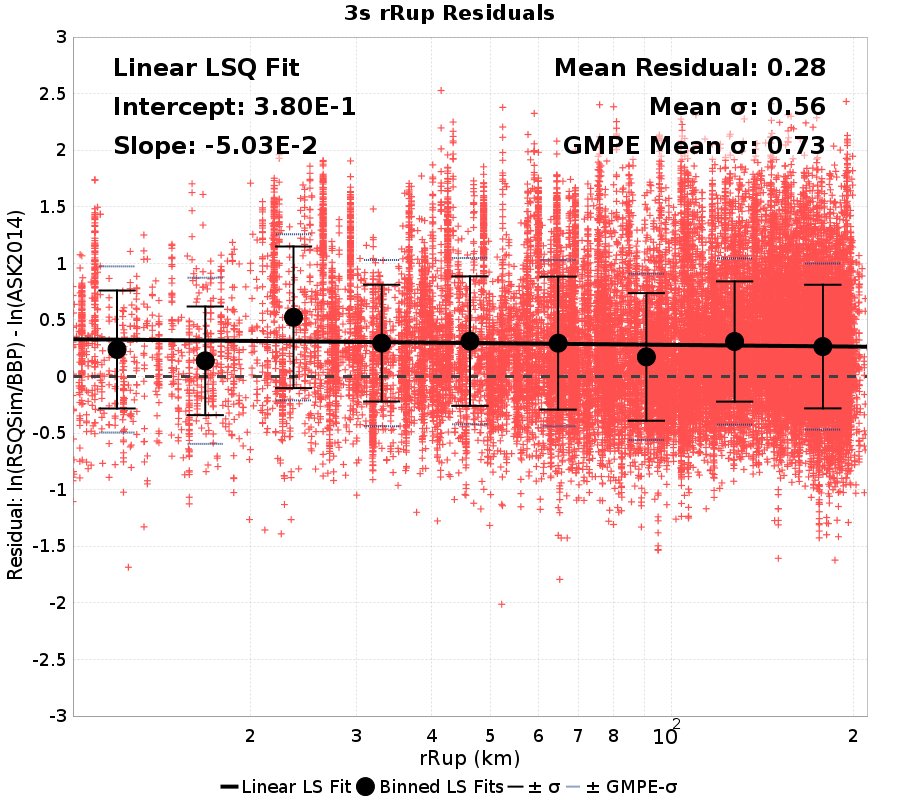 3s rRup Residuals
Linear LSQ Fit
Intercept: 3.80E-1
Slope: -5.03E-2
Mean Residual: 0.28
Mean σ: 0.56
GMPE Mean σ: 0.73
Residual: ln(RSQSim/BBP) - ln(ASK2014)
3
2.5
2
1.5
1
0.5
0
-0.5
-1
-1.5
-2
-2.5
-3
2 3 4 5 6 7 8 10² 2
rRup (km)
Linear LS Fit Binned LS Fits ± σ ± GMPE-σ